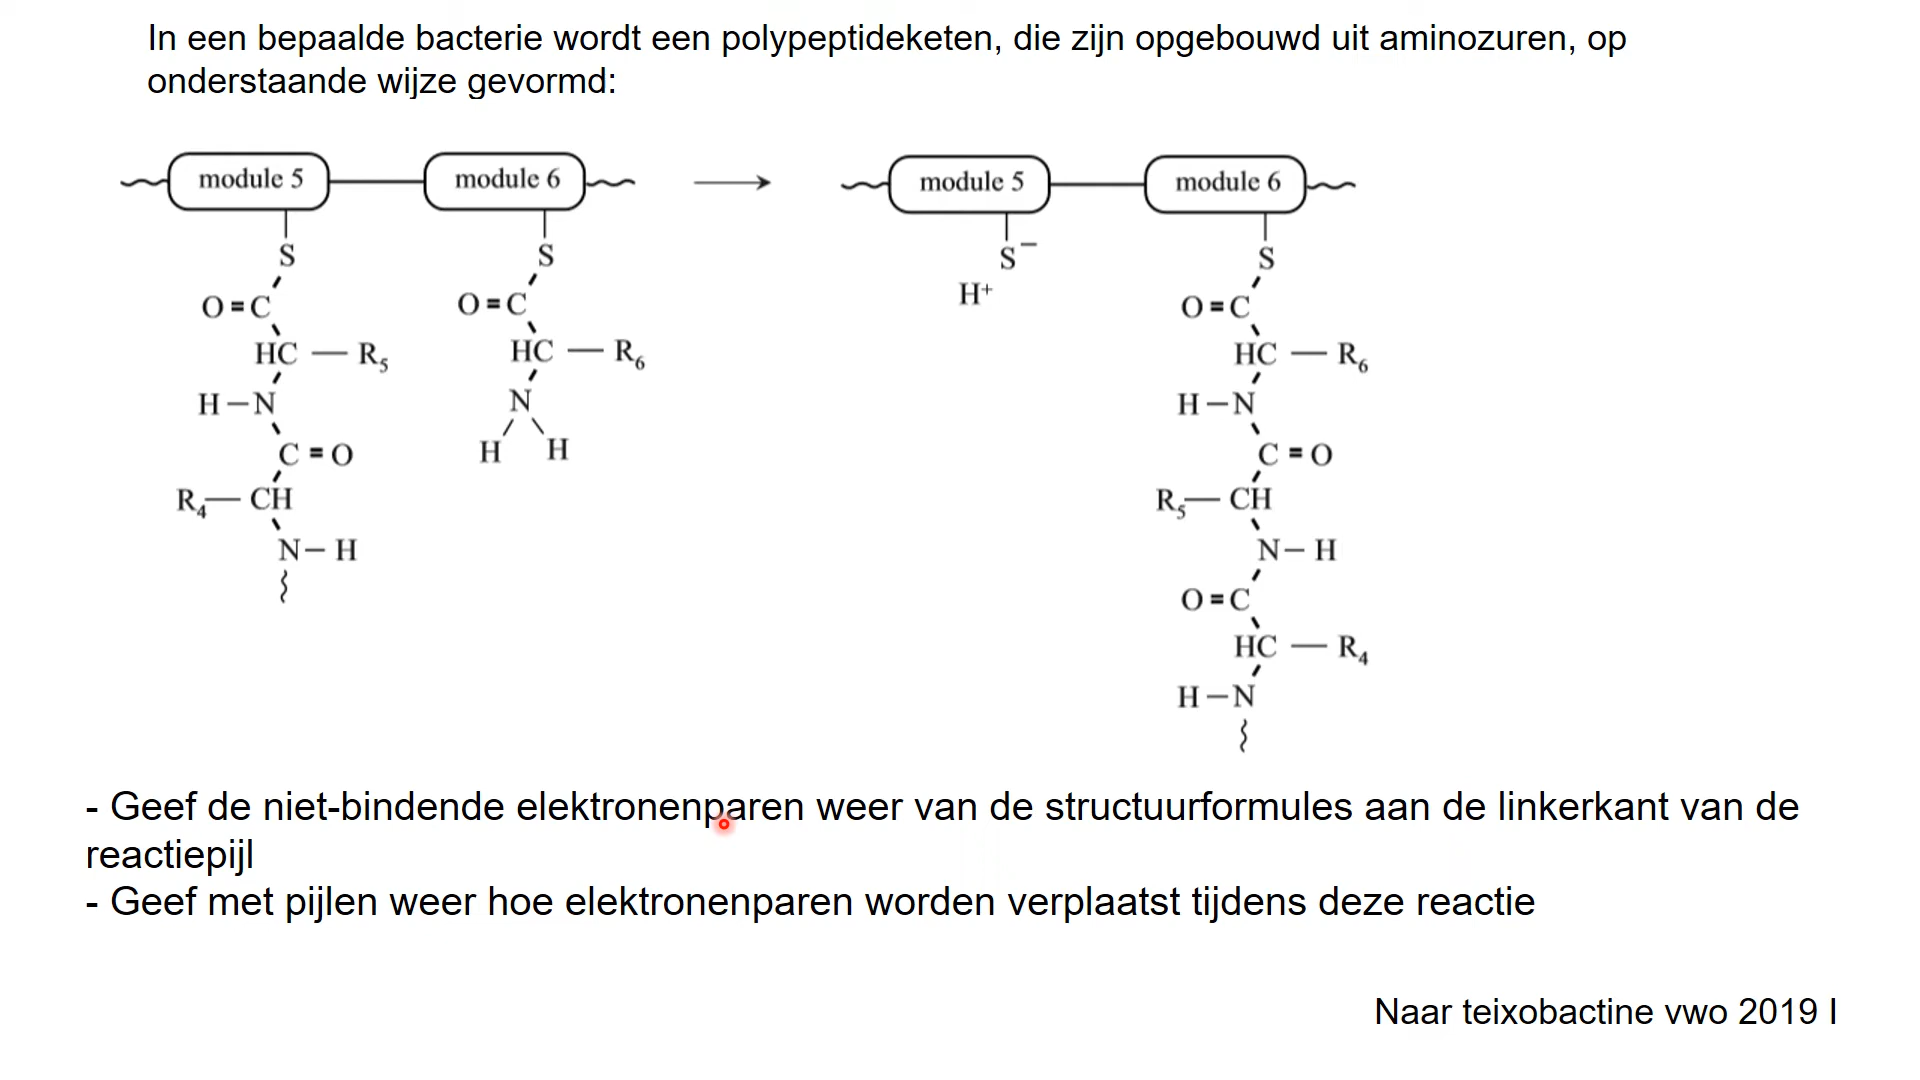 In een bepaalde bacterie wordt een polypeptideketen, die zijn opgebouwd uit aminozuren, op
onderstaande wijze gevormd:
module 5 module 6 module 5 module 6
S S S⁻ S
H⁺
O=C O=C O=C
HC — R₅ HC — R₆ HC — R₆
H–N N H–N
H H
C=O C=O
R₄— CH R₅— CH
N– H N– H
O=C
HC — R₄
H–N
- Geef de niet-bindende elektronenparen weer van de structuurformules aan de linkerkant van de
reactiepijl
- Geef met pijlen weer hoe elektronenparen worden verplaatst tijdens deze reactie
Naar teixobactine vwo 2019 I